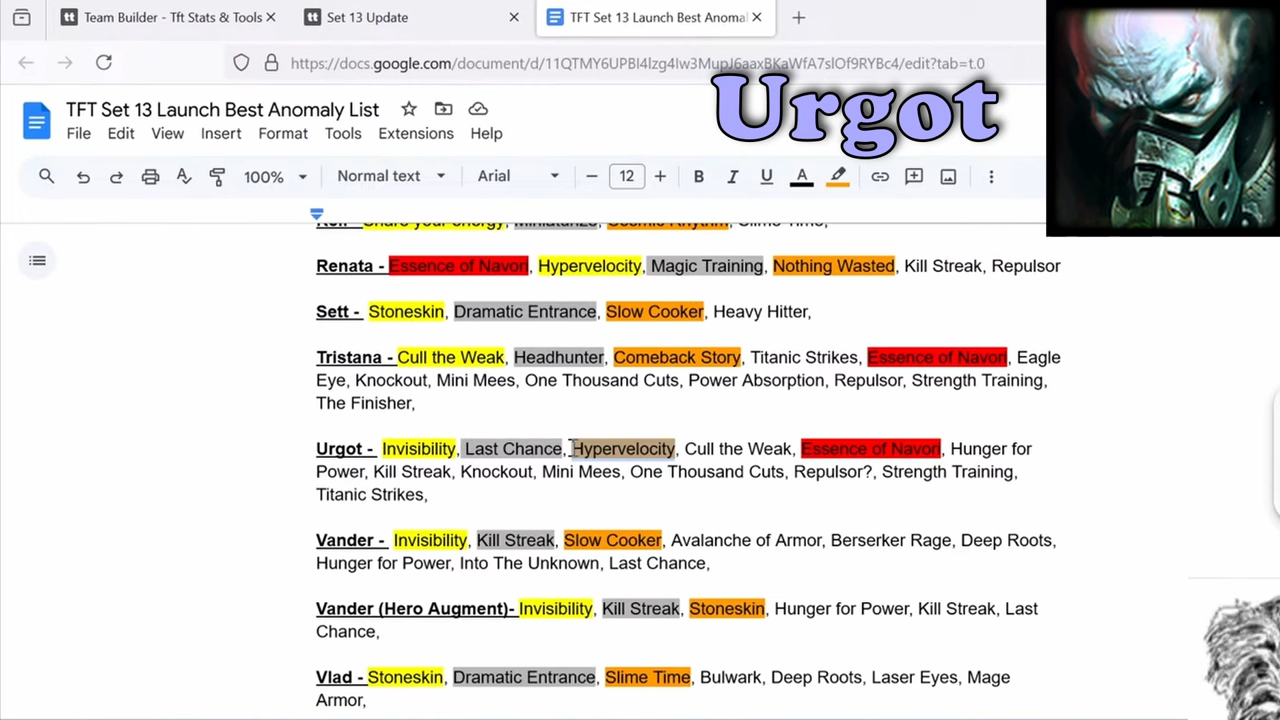 Team Builder - Tft Stats & Tools
Set 13 Update
TFT Set 13 Launch Best Anomal
https://docs.google.com/document/d/11QTMY6UPBI4lzg4Iw3MupJ6aaxBKaWfA7slOf9RYBc4/edit?tab=t.0
Urgot
TFT Set 13 Launch Best Anomaly List
File Edit View Insert Format Tools Extensions Help
100% Normal text Arial 12 B I U A
Share your energy, Miniaturize, Cosmic Rhythm, Slime Time,
Renata - Essence of Navori, Hypervelocity, Magic Training, Nothing Wasted, Kill Streak, Repulsor
Sett - Stoneskin, Dramatic Entrance, Slow Cooker, Heavy Hitter,
Tristana - Cull the Weak, Headhunter, Comeback Story, Titanic Strikes, Essence of Navori, Eagle
Eye, Knockout, Mini Mees, One Thousand Cuts, Power Absorption, Repulsor, Strength Training,
The Finisher,
Urgot - Invisibility, Last Chance, Hypervelocity, Cull the Weak, Essence of Navori, Hunger for
Power, Kill Streak, Knockout, Mini Mees, One Thousand Cuts, Repulsor?, Strength Training,
Titanic Strikes,
Vander - Invisibility, Kill Streak, Slow Cooker, Avalanche of Armor, Berserker Rage, Deep Roots,
Hunger for Power, Into The Unknown, Last Chance,
Vander (Hero Augment)- Invisibility, Kill Streak, Stoneskin, Hunger for Power, Kill Streak, Last
Chance,
Vlad - Stoneskin, Dramatic Entrance, Slime Time, Bulwark, Deep Roots, Laser Eyes, Mage
Armor,